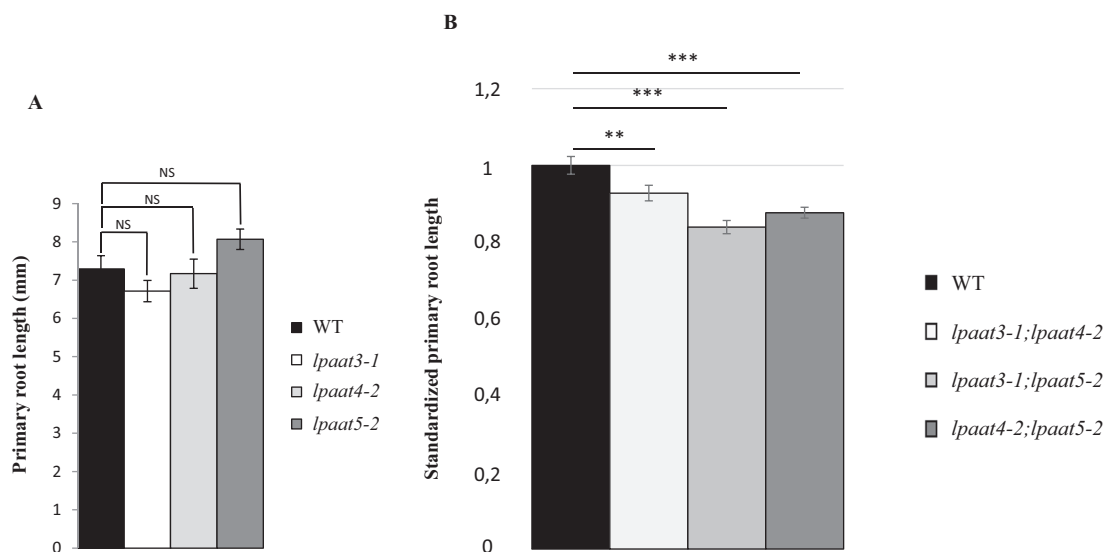 A
NS
NS
NS
Primary root length (mm)
9
8
7
6
5
4
3
2
1
0
WT
lpaat3-1
lpaat4-2
lpaat5-2
B
***
***
**
Standardized primary root length
1,2
1
0,8
0,6
0,4
0,2
0
WT
lpaat3-1;lpaat4-2
lpaat3-1;lpaat5-2
lpaat4-2;lpaat5-2